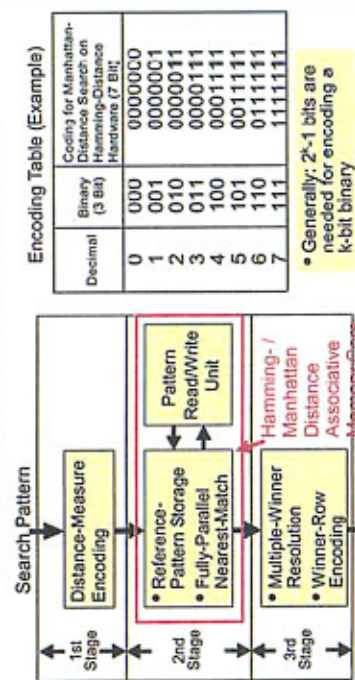 Search Pattern
1st
Stage
Distance-Measure
Encoding
2nd
Stage
• Reference-
Pattern Storage
• Fully-Parallel
Nearest-Match
Pattern
Read/Write
Unit
Hamming- /
Manhattan
Distance
Associative
3rd
Stage
• Multiple-Winner
Resolution
• Winner-Row
Encoding
Encoding Table (Example)
Decimal
Binary
(3 Bit)
Coding for Manhattan-
Distance Search on
Hamming-Distance
Hardware (7 Bit)
0 000 0000000
1 001 0000001
2 010 0000011
3 011 0000111
4 100 0001111
5 101 0011111
6 110 0111111
7 111 1111111
• Generally: 2^k-1 bits are
needed for encoding a
k-bit binary